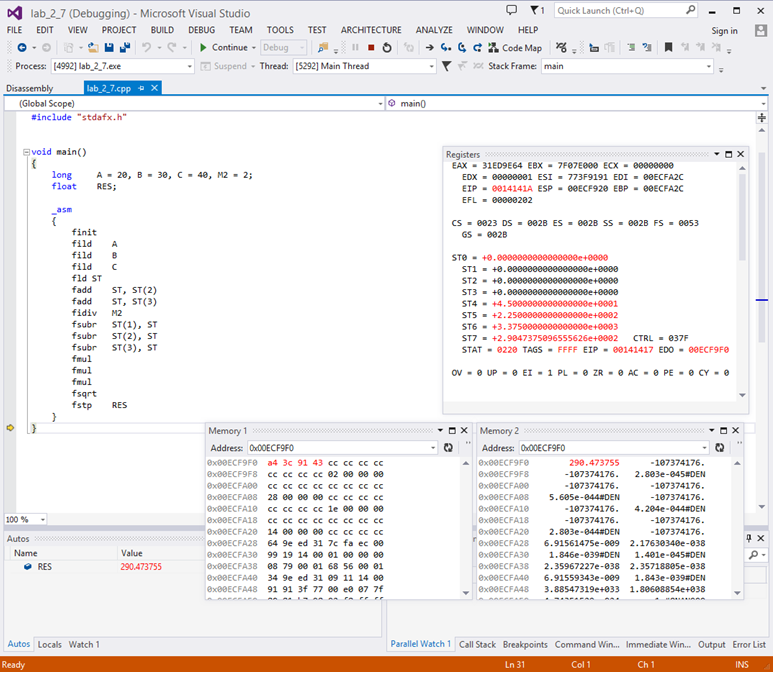 lab_2_7 (Debugging) - Microsoft Visual Studio
1
Quick Launch (Ctrl+Q)
FILE EDIT VIEW PROJECT BUILD DEBUG TEAM TOOLS TEST ARCHITECTURE ANALYZE WINDOW HELP Sign in
Continue Debug Code Map
Process: [4992] lab_2_7.exe Suspend Thread: [5292] Main Thread Stack Frame: main
Disassembly lab_2_7.cpp
(Global Scope) main()
#include "stdafx.h"
void main()
{
long A = 20, B = 30, C = 40, M2 = 2;
float RES;
_asm
{
finit
fild A
fild B
fild C
fld ST
fadd ST, ST(2)
fadd ST, ST(3)
fidiv M2
fsubr ST(1), ST
fsubr ST(2), ST
fsubr ST(3), ST
fmul
fmul
fmul
fsqrt
fstp RES
}
}
100 %
Registers
EAX = 31ED9E64 EBX = 7F07E000 ECX = 00000000
EDX = 00000001 ESI = 773F9191 EDI = 00ECFA2C
EIP = 0014141A ESP = 00ECF920 EBP = 00ECFA2C
EFL = 00000202
CS = 0023 DS = 002B ES = 002B SS = 002B FS = 0053
GS = 002B
ST0 = +0.0000000000000000e+0000
ST1 = +0.0000000000000000e+0000
ST2 = +0.0000000000000000e+0000
ST3 = +0.0000000000000000e+0000
ST4 = +4.5000000000000000e+0001
ST5 = +2.2500000000000000e+0002
ST6 = +3.3750000000000000e+0003
ST7 = +2.9047375096555626e+0002 CTRL = 037F
STAT = 0220 TAGS = FFFF EIP = 00141417 EDO = 00ECF9F0
OV = 0 UP = 0 EI = 1 PL = 0 ZR = 0 AC = 0 PE = 0 CY = 0
Memory 1
Address: 0x00ECF9F0
0x00ECF9F0 a4 3c 91 43 cc cc cc cc
0x00ECF9F8 cc cc cc cc 02 00 00 00
0x00ECFA00 cc cc cc cc cc cc cc cc
0x00ECFA08 28 00 00 00 cc cc cc cc
0x00ECFA10 cc cc cc cc 1e 00 00 00
0x00ECFA18 cc cc cc cc cc cc cc cc
0x00ECFA20 14 00 00 00 cc cc cc cc
0x00ECFA28 64 9e ed 31 7c fa ec 00
0x00ECFA30 99 19 14 00 01 00 00 00
0x00ECFA38 08 79 00 01 68 56 00 01
0x00ECFA40 34 9e ed 31 09 11 14 00
0x00ECFA48 91 91 3f 77 00 e0 07 7f
Memory 2
Address: 0x00ECF9F0
0x00ECF9F0 290.473755 -107374176.
0x00ECF9F8 -107374176. 2.803e-045#DEN
0x00ECFA00 -107374176. -107374176.
0x00ECFA08 5.605e-044#DEN -107374176.
0x00ECFA10 -107374176. 4.204e-044#DEN
0x00ECFA18 -107374176. -107374176.
0x00ECFA20 2.803e-044#DEN -107374176.
0x00ECFA28 6.91561475e-009 2.17630340e-038
0x00ECFA30 1.846e-039#DEN 1.401e-045#DEN
0x00ECFA38 2.35967227e-038 2.35718805e-038
0x00ECFA40 6.91559343e-009 1.843e-039#DEN
0x00ECFA48 3.88547319e+033 1.80608854e+038
Autos
Name Value
RES 290.473755
Autos Locals Watch 1
Parallel Watch 1 Call Stack Breakpoints Command Win... Immediate Win... Output Error List
Ready Ln 31 Col 1 Ch 1 INS